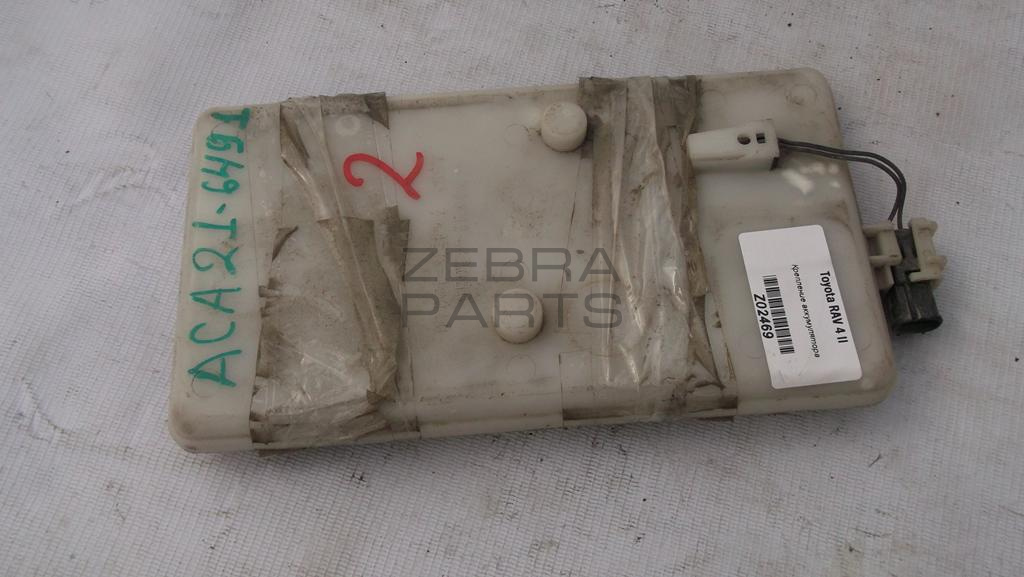 ACA21-6491
2
ZEBRA
PARTS
Toyota RAV 4 II
Крепление аккумулятора
Z02469